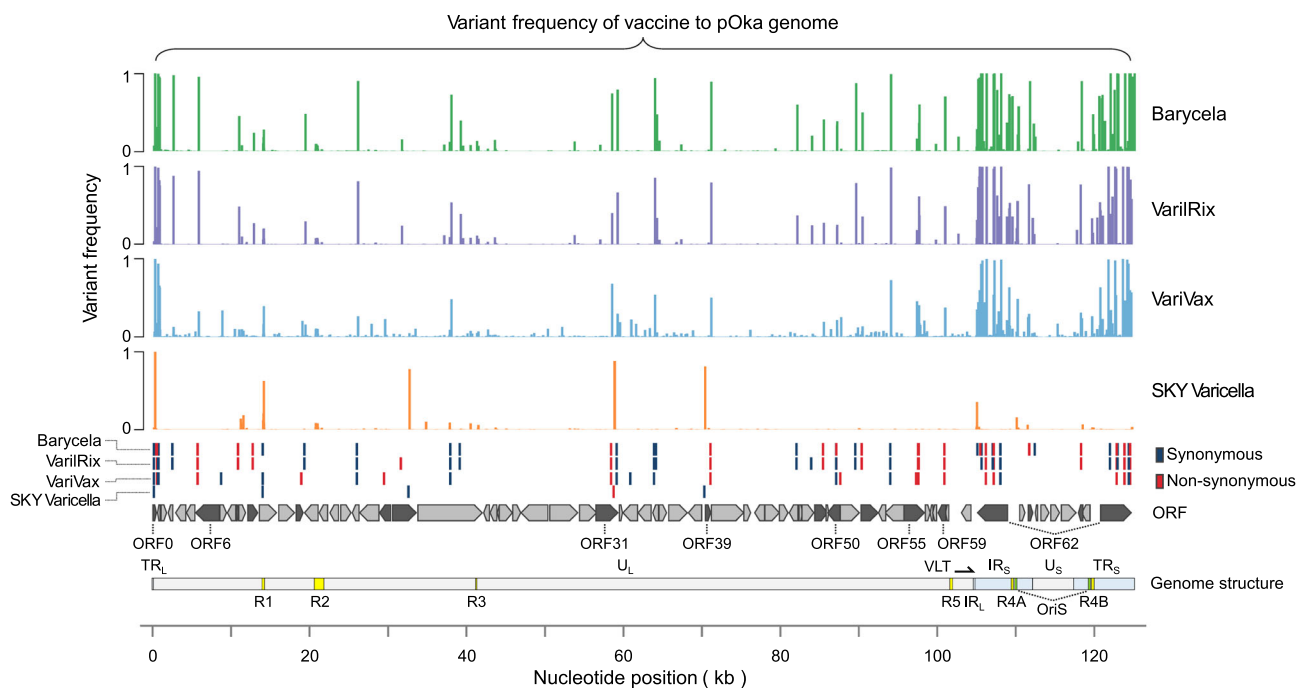 Variant frequency of vaccine to pOka genome
Variant frequency
1
0
Barycela
1
0
VarilRix
1
0
VariVax
1
0
SKY Varicella
Barycela
VarilRix
VariVax
SKY Varicella
Synonymous
Non-synonymous
ORF
ORF0 ORF6 ORF31 ORF39 ORF50 ORF55 ORF59 ORF62
TRL UL VLT IRS US TRS
Genome structure
R1 R2 R3 R5 IRL R4A OriS R4B
0 20 40 60 80 100 120
Nucleotide position ( kb )